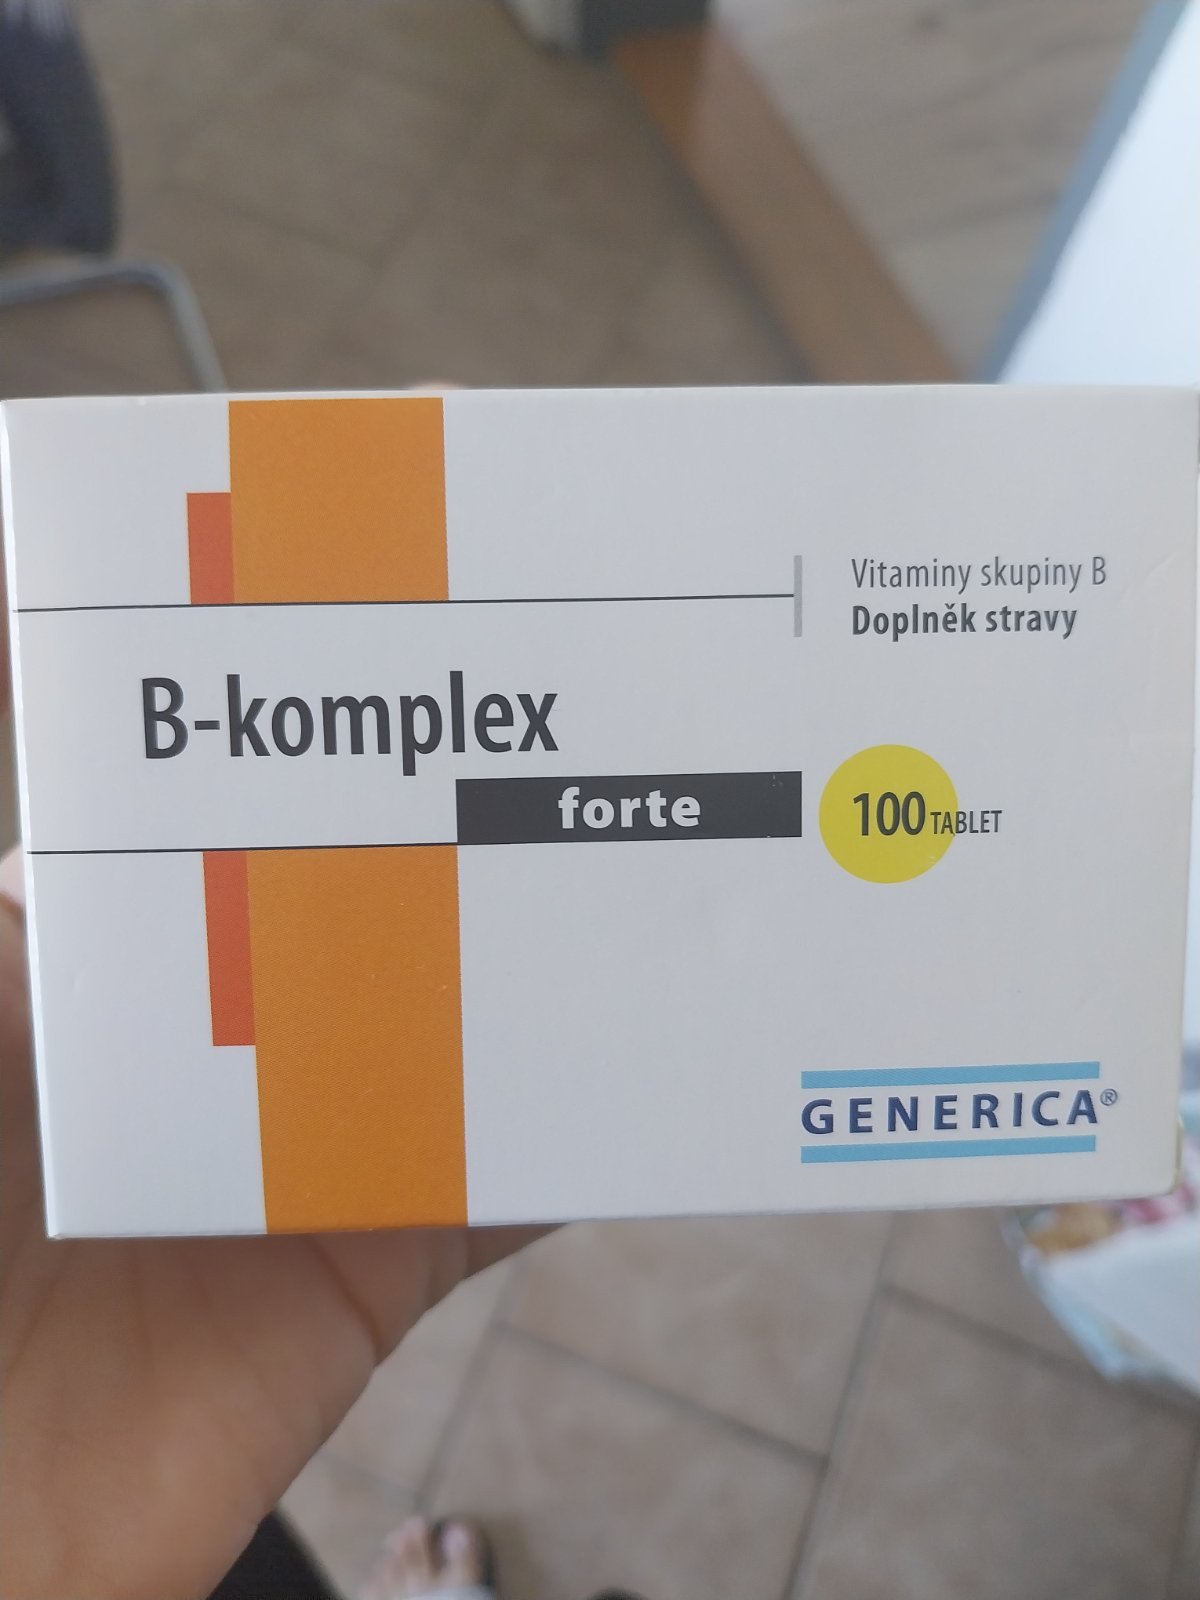 Vitaminy skupiny B
Doplněk stravy
B-komplex
forte
100 TABLET
GENERICA®